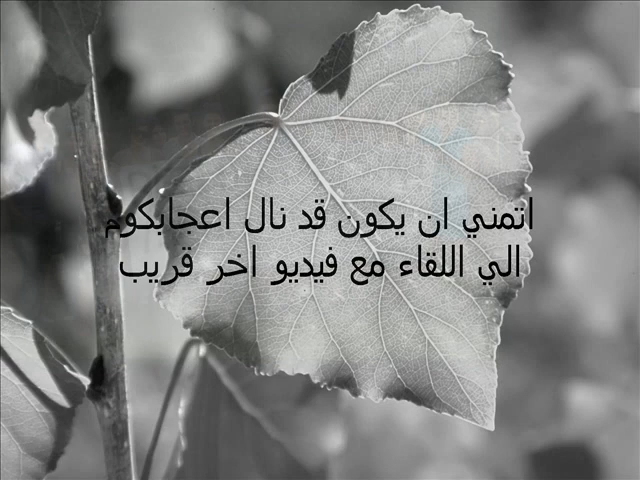 اتمني ان يكون قد نال اعجابكوم
الي اللقاء مع فيديو اخر قريب